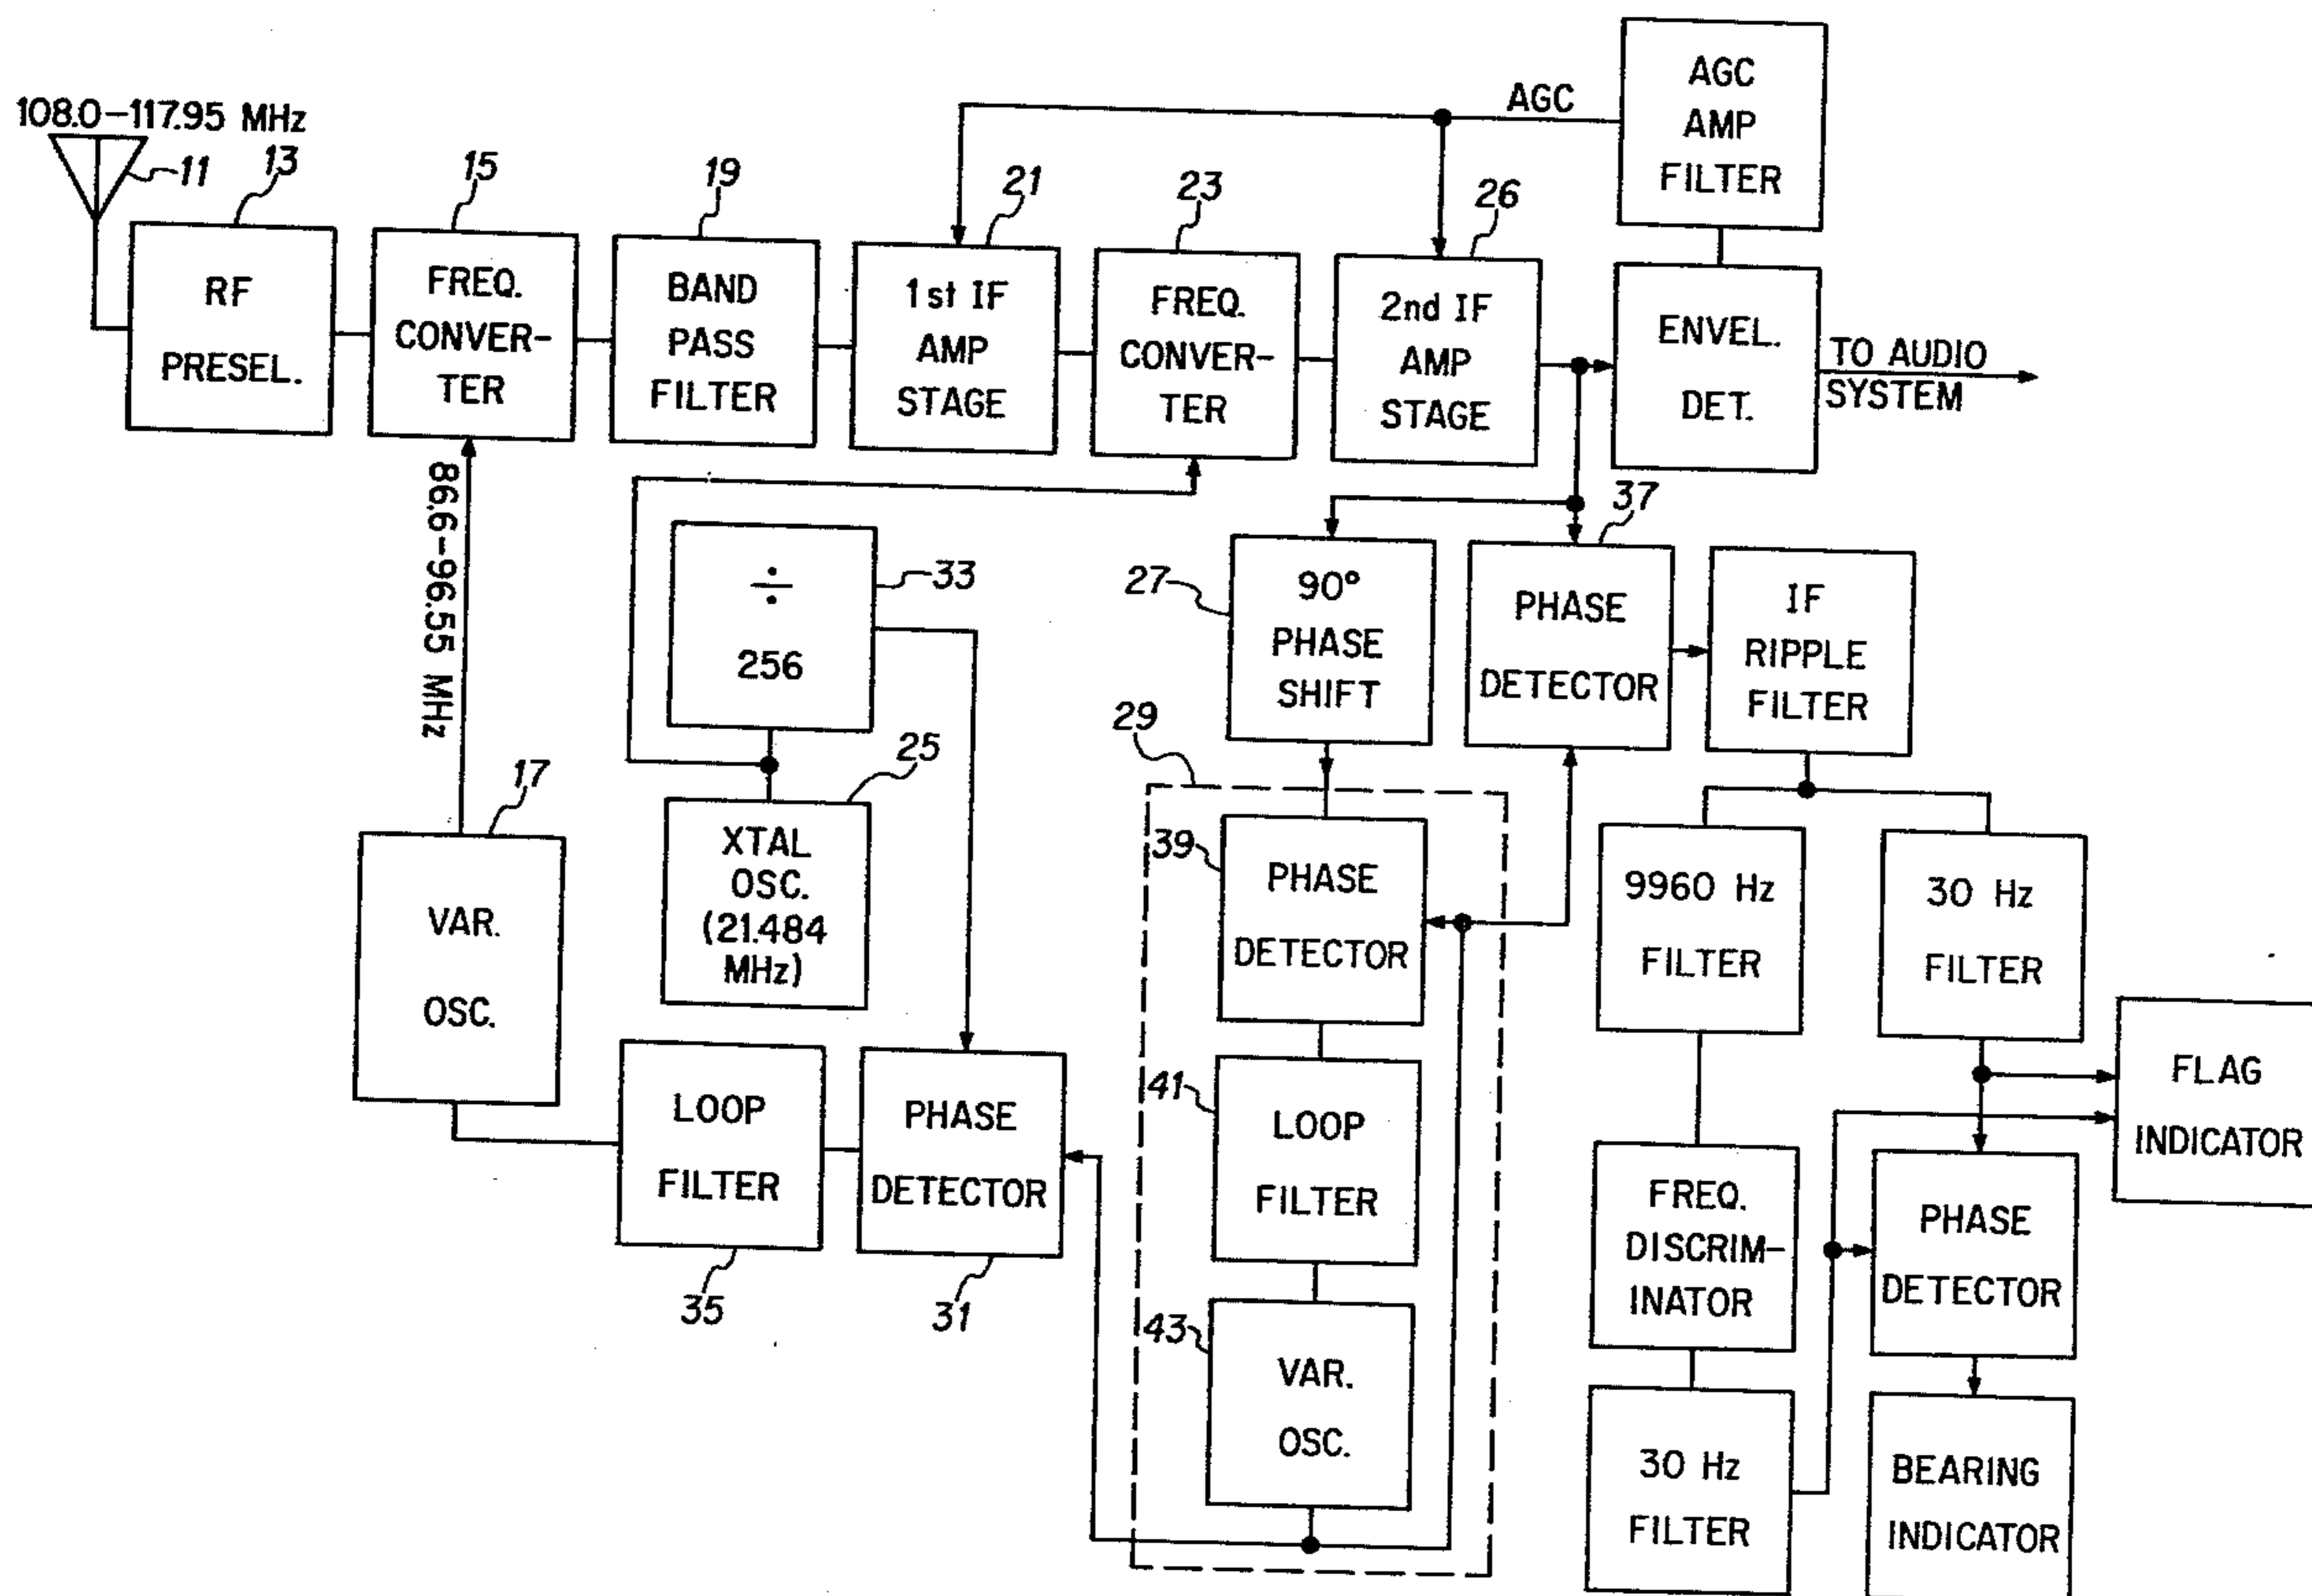 108.0-117.95 MHz
11
13
15
19
21
23
26
AGC
AGC
AMP
FILTER
RF
PRESEL.
FREQ.
CONVER-
TER
BAND
PASS
FILTER
1st IF
AMP
STAGE
FREQ.
CONVER-
TER
2nd IF
AMP
STAGE
ENVEL.
DET.
TO AUDIO
SYSTEM
86.6-96.55 MHz
÷
256
33
27
90°
PHASE
SHIFT
37
PHASE
DETECTOR
IF
RIPPLE
FILTER
17
VAR.
OSC.
25
XTAL
OSC.
(21.484
MHz)
29
39
PHASE
DETECTOR
9960 Hz
FILTER
30 Hz
FILTER
LOOP
FILTER
35
PHASE
DETECTOR
31
41
LOOP
FILTER
43
VAR.
OSC.
FREQ.
DISCRIM-
INATOR
FLAG
INDICATOR
PHASE
DETECTOR
30 Hz
FILTER
BEARING
INDICATOR